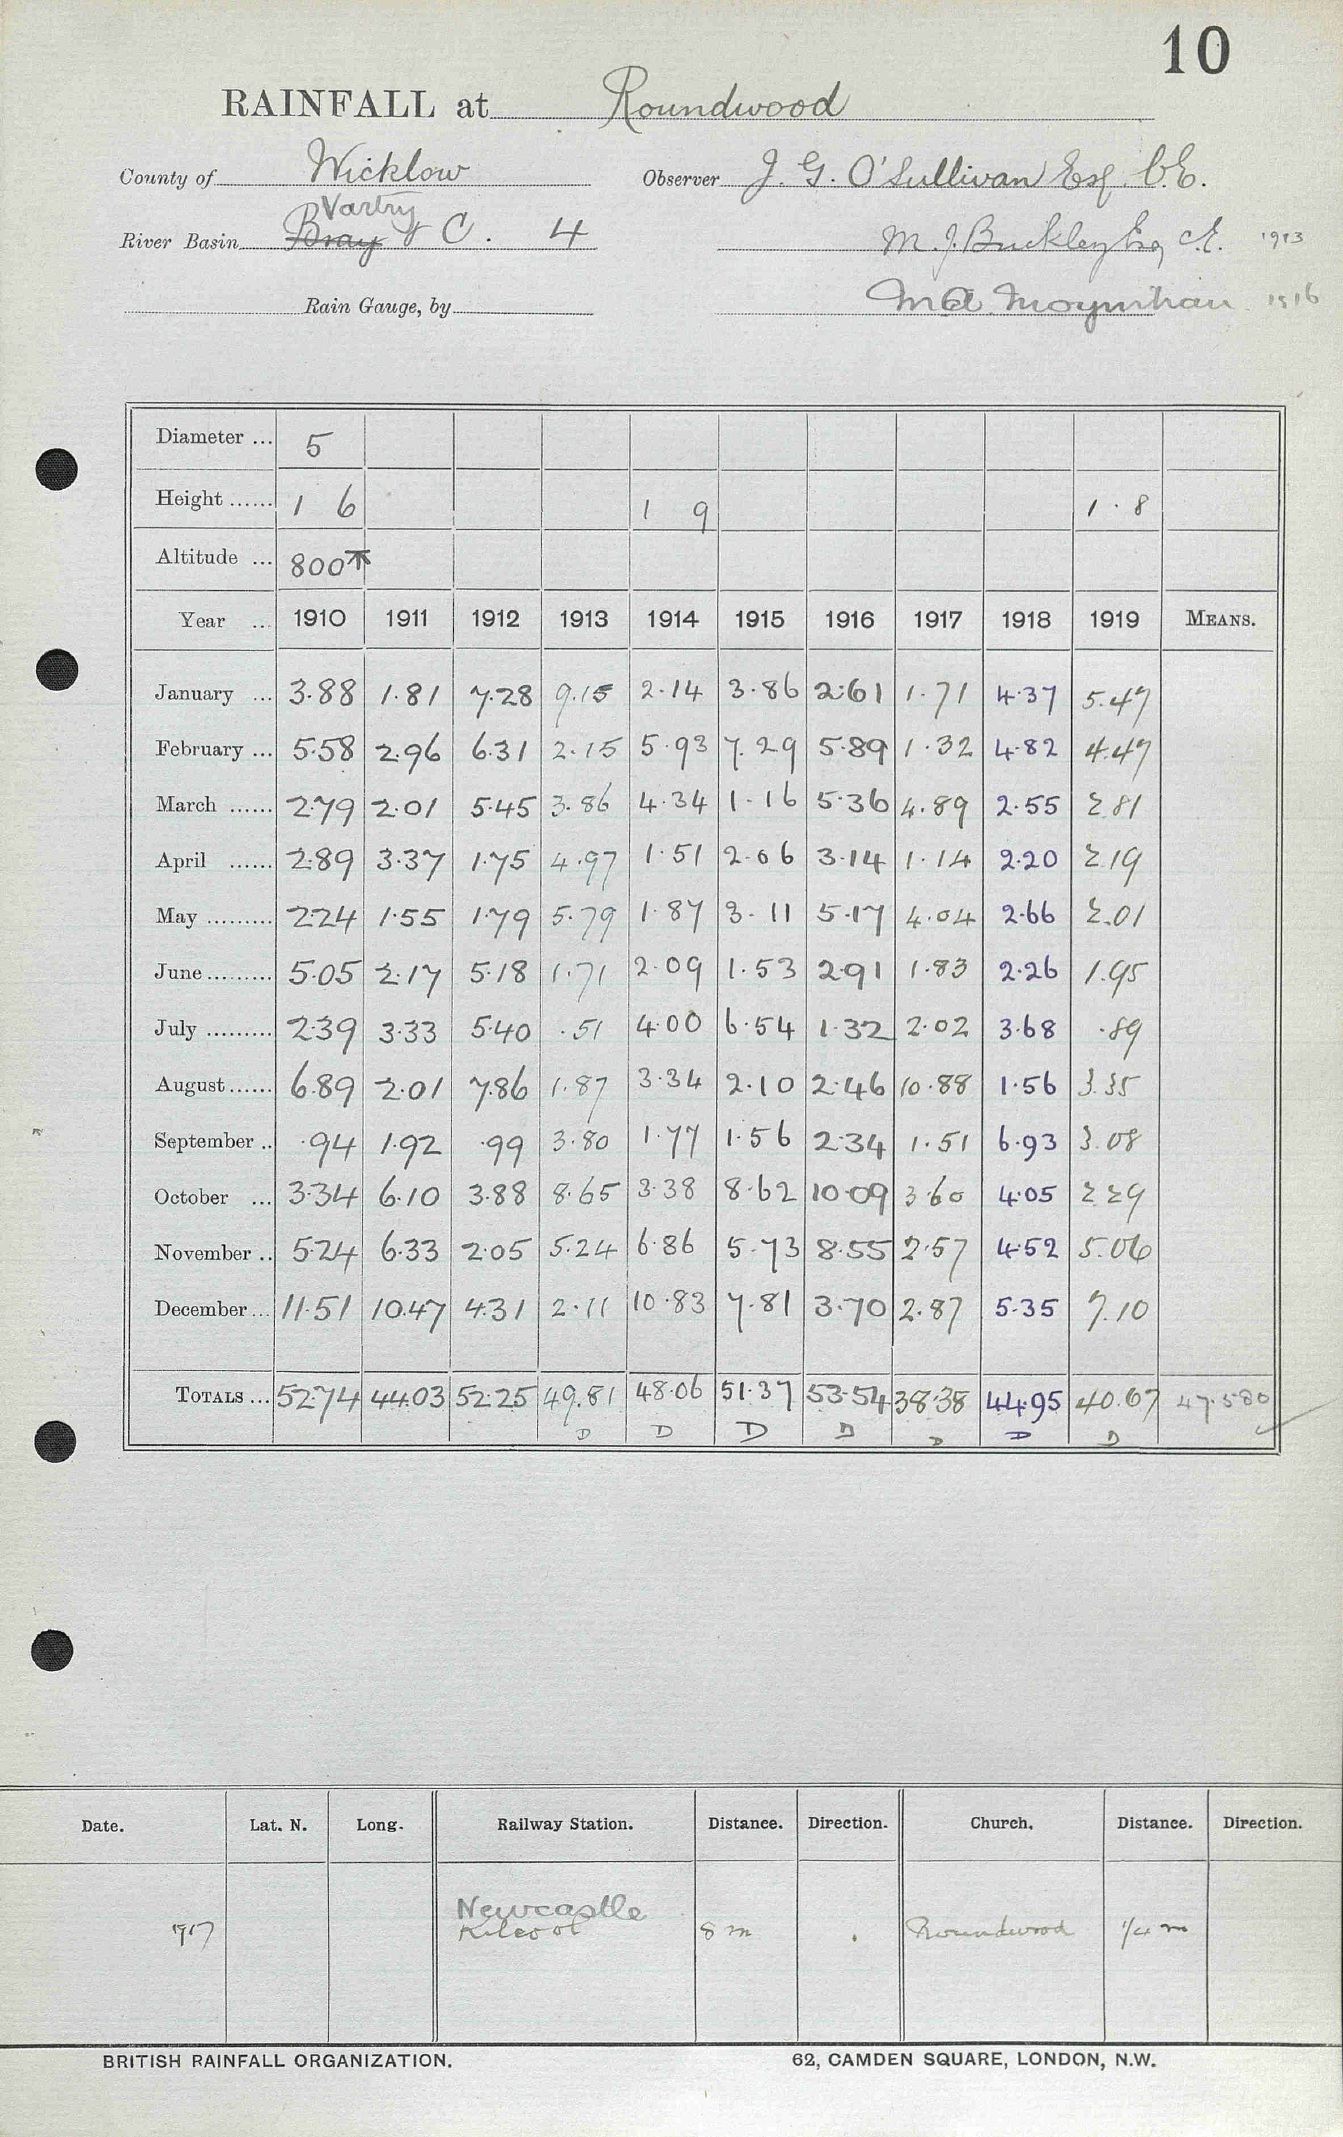 10
RAINFALL at Roundwood
County of Wicklow Observer J. G. O'Sullivan Esq. C.E.
Vartry
River Basin Bray & C. 4 M. J. Buckley Esq C.E. 1913
Rain Gauge, by M A Moynihan 1916
Diameter ... 5
Height ...... 1 6 1 9 1·8
Altitude ... 800
Year ... 1910 1911 1912 1913 1914 1915 1916 1917 1918 1919 MEANS.
January ... 3·88 1·81 7·28 9·15 2·14 3·86 2·61 1·71 4·37 5·47
February ... 5·58 2·96 6·31 2·15 5·93 7·29 5·89 1·32 4·82 4·47
March ...... 2·79 2·01 5·45 3·86 4·34 1·16 5·36 4·89 2·55 2·81
April ...... 2·89 3·37 1·75 4·97 1·51 2·06 3·14 1·14 2·20 2·19
May ......... 2·24 1·55 1·79 5·79 1·87 3·11 5·17 4·04 2·66 2·01
June ......... 5·05 2·17 5·18 1·71 2·09 1·53 2·91 1·83 2·26 1·95
July ......... 2·39 3·33 5·40 ·51 4·00 6·54 1·32 2·02 3·68 ·89
August ...... 6·89 2·01 7·86 1·87 3·34 2·10 2·46 10·88 1·56 3·35
September .. ·94 1·92 ·99 3·80 1·77 1·56 2·34 1·51 6·93 3·08
October ... 3·34 6·10 3·88 8·65 3·38 8·62 10·09 3·60 4·05 2·29
November .. 5·24 6·33 2·05 5·24 6·86 5·73 8·55 2·57 4·52 5·06
December ... 11·51 10·47 4·31 2·11 10·83 7·81 3·70 2·87 5·35 7·10
TOTALS ... 52·74 44·03 52·25 49·81 48·06 51·37 53·54 38·38 44·95 40·67 47·580
D D D D D D D
Date. Lat. N. Long. Railway Station. Distance. Direction. Church. Distance. Direction.
Newcastle
1917 Kilcool 8 m Roundwood 1/4 m
BRITISH RAINFALL ORGANIZATION. 62, CAMDEN SQUARE, LONDON, N.W.